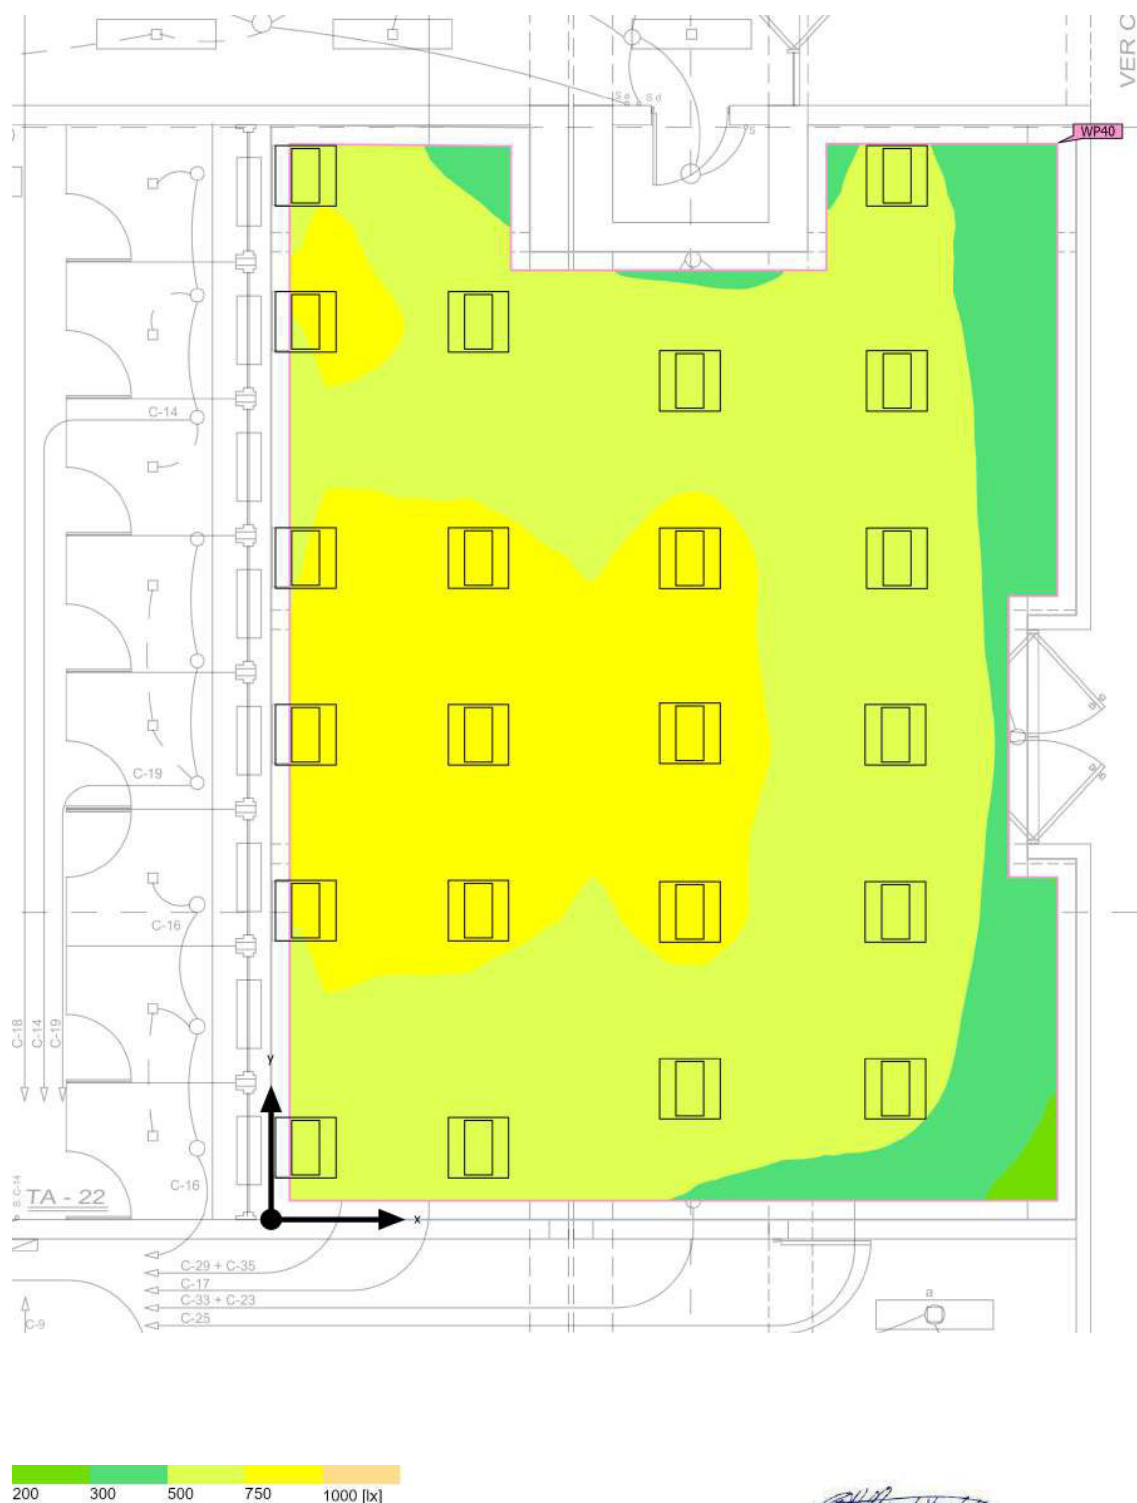 VER C
S a
S d
S
WP40
C-14
C-19
C-16
C-18
C-14
C-19
y
C-16
TA - 22
x
C-29 + C-35
C-17
C-33 + C-23
C-25
a
C-9
200 300 500 750 1000 [lx]